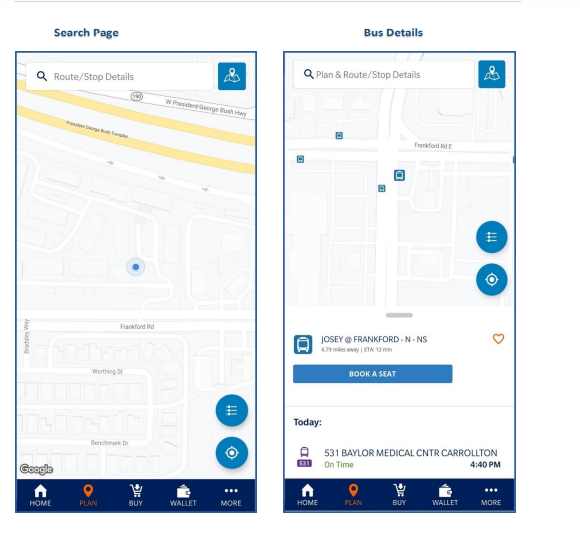 Search Page
Bus Details
Route/Stop Details
W President George Bush Hwy
President George Bush Turnpike
Frankford Rd
Bradsley Way
Worthing St
Benchmark Dr
Google
HOME PLAN BUY WALLET MORE
Plan & Route/Stop Details
Frankford Rd E
JOSEY @ FRANKFORD - N - NS
6.79 miles away | ETA: 12 min
BOOK A SEAT
Today:
531 BAYLOR MEDICAL CNTR CARROLLTON
531 On Time 4:40 PM
HOME PLAN BUY WALLET MORE